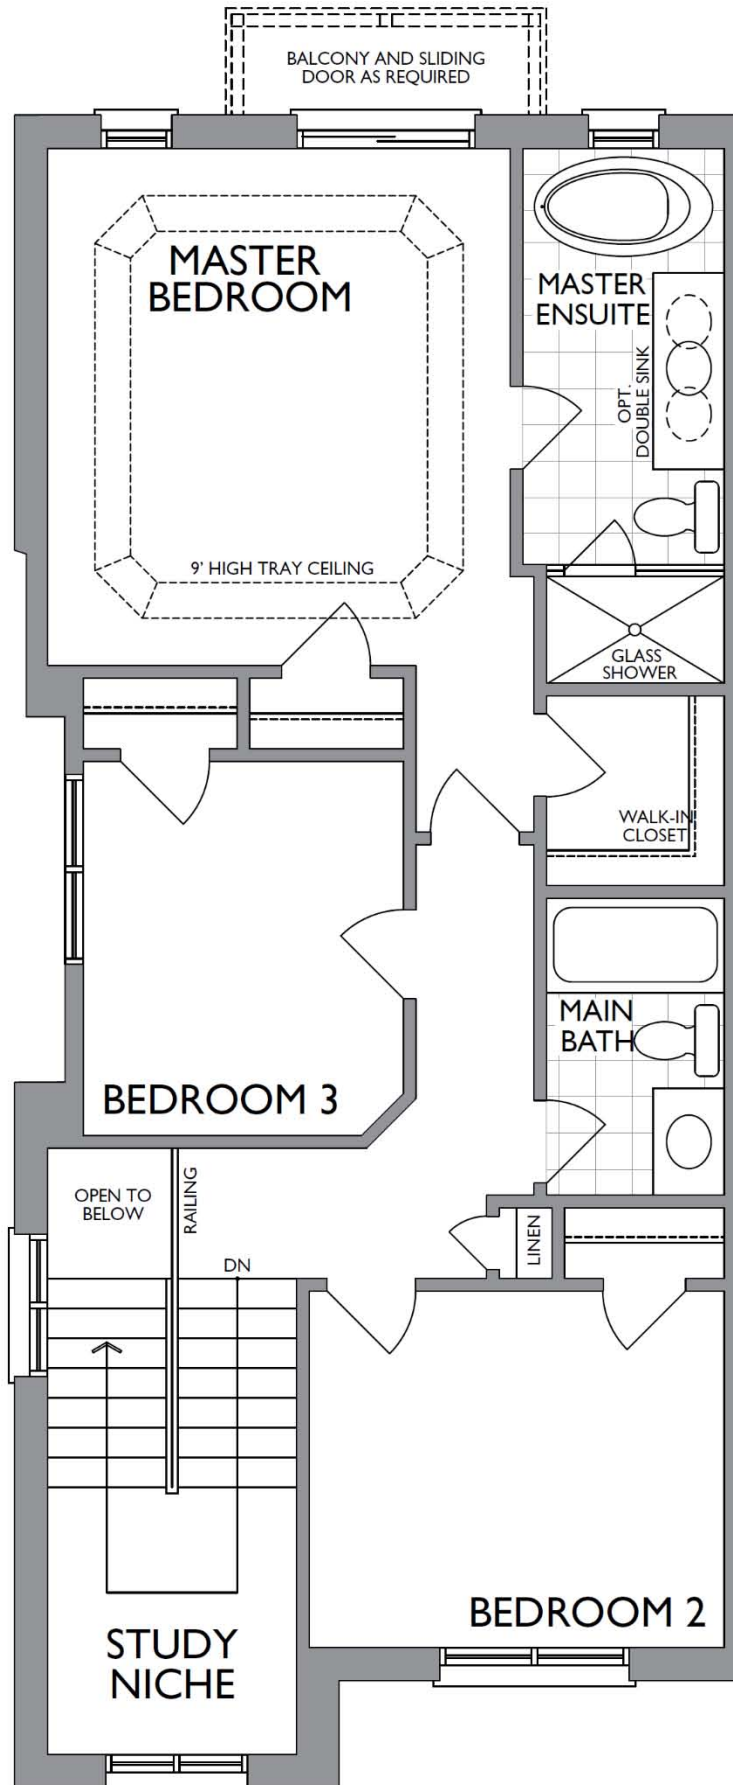 BALCONY AND SLIDING
DOOR AS REQUIRED
MASTER
BEDROOM
MASTER
ENSUITE
OPT.
DOUBLE SINK
9' HIGH TRAY CEILING
GLASS
SHOWER
WALK-IN
CLOSET
MAIN
BATH
BEDROOM 3
OPEN TO
BELOW
RAILING
LINEN
DN
BEDROOM 2
STUDY
NICHE